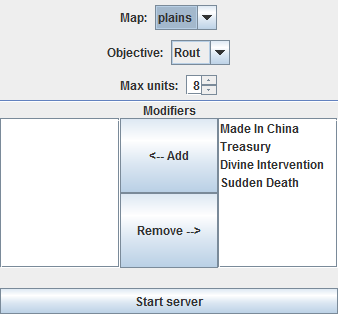 Map: plains
Objective: Rout
Max units: 8
Modifiers
<-- Add
Remove -->
Made In China
Treasury
Divine Intervention
Sudden Death
Start server